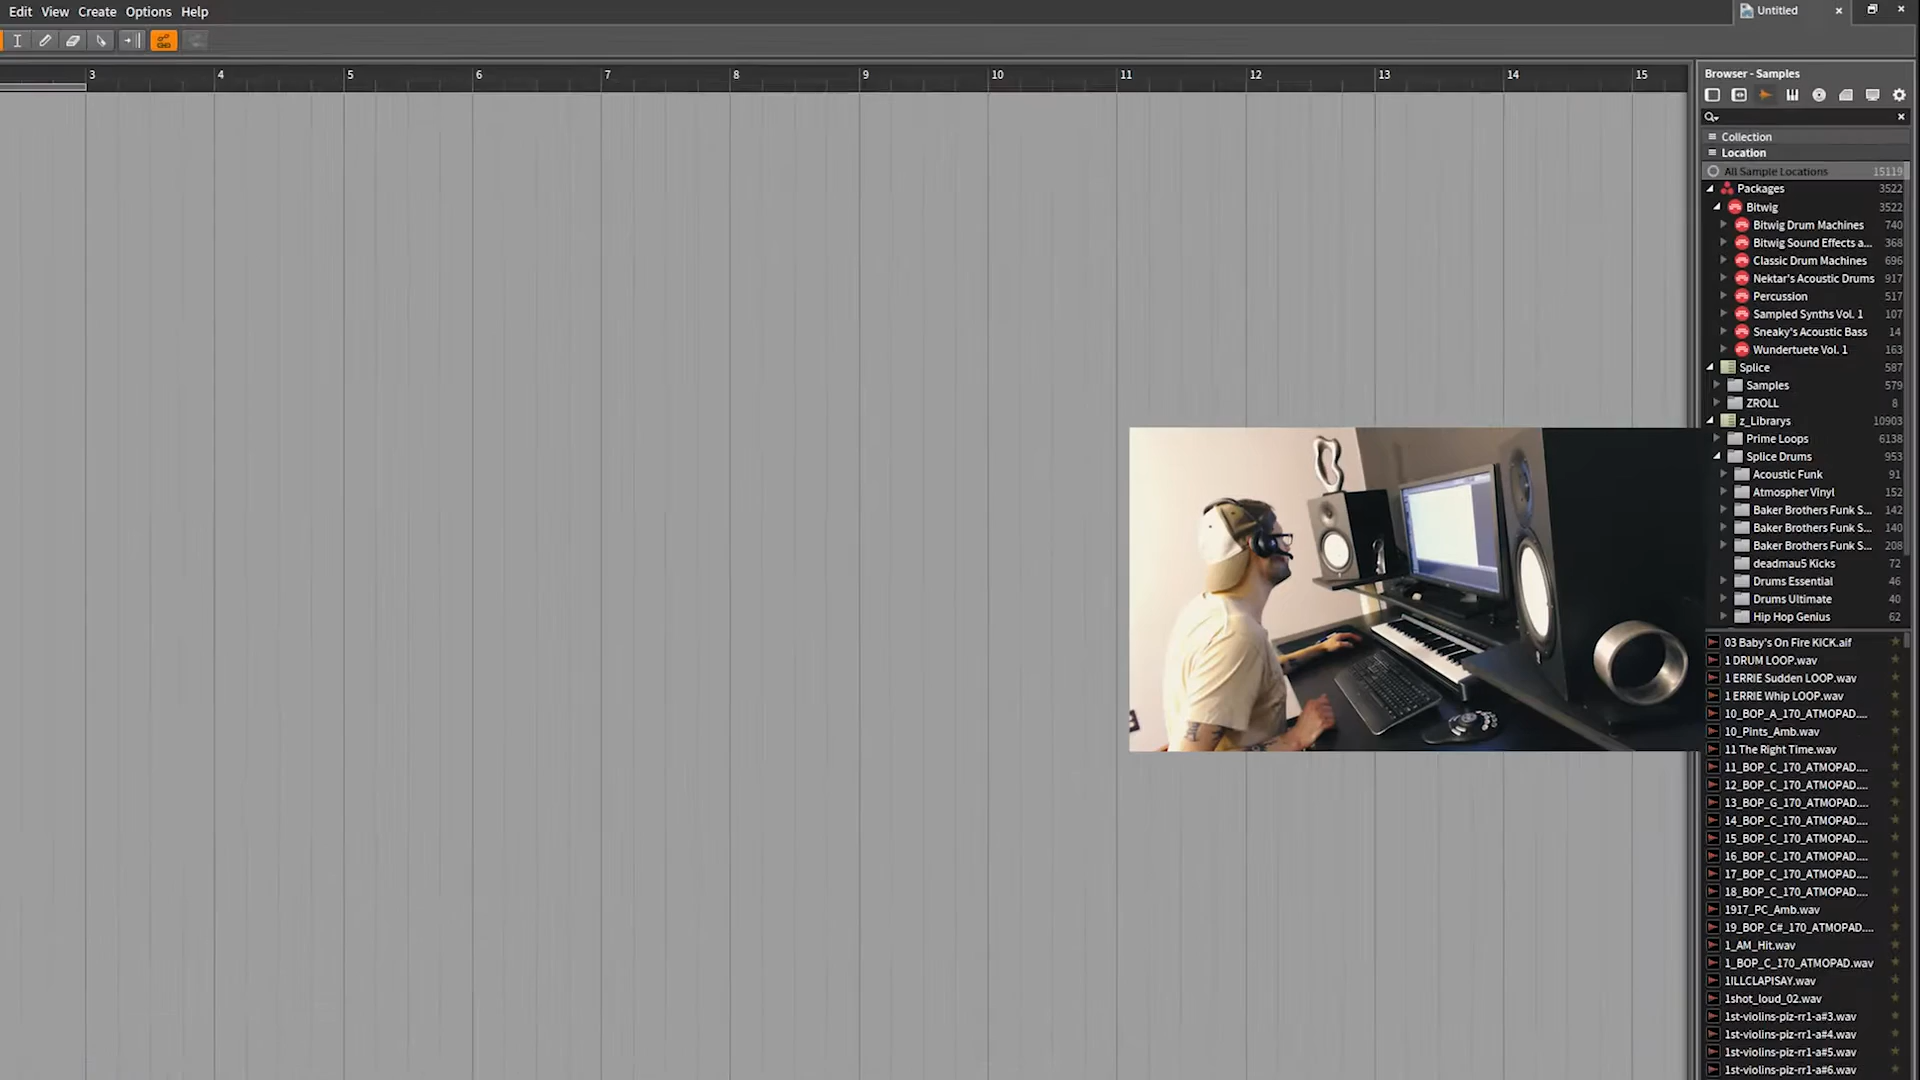 Edit View Create Options Help
Untitled
3 4 5 6 7 8 9 10 11 12 13 14 15
Browser - Samples
Collection
Location
All Sample Locations 15119
Packages 3522
Bitwig 3522
Bitwig Drum Machines 740
Bitwig Sound Effects a... 368
Classic Drum Machines 696
Nektar's Acoustic Drums 917
Percussion 517
Sampled Synths Vol. 1 107
Sneaky's Acoustic Bass 14
Wundertuete Vol. 1 163
Splice 587
Samples 579
ZROLL 8
z_Librarys 10903
Prime Loops 6138
Splice Drums 953
Acoustic Funk 91
Atmospher Vinyl 152
Baker Brothers Funk S... 142
Baker Brothers Funk S... 140
Baker Brothers Funk S... 208
deadmau5 Kicks 72
Drums Essential 46
Drums Ultimate 40
Hip Hop Genius 62
03 Baby's On Fire KICK.aif
1 DRUM LOOP.wav
1 ERRIE Sudden LOOP.wav
1 ERRIE Whip LOOP.wav
10_BOP_A_170_ATMOPAD....
10_Pints_Amb.wav
11 The Right Time.wav
11_BOP_C_170_ATMOPAD....
12_BOP_C_170_ATMOPAD....
13_BOP_G_170_ATMOPAD....
14_BOP_C_170_ATMOPAD....
15_BOP_C_170_ATMOPAD....
16_BOP_C_170_ATMOPAD....
17_BOP_C_170_ATMOPAD....
18_BOP_C_170_ATMOPAD....
1917_PC_Amb.wav
19_BOP_C#_170_ATMOPAD....
1_AM_Hit.wav
1_BOP_C_170_ATMOPAD.wav
1ILLCLAPISAY.wav
1shot_loud_02.wav
1st-violins-piz-rr1-a#3.wav
1st-violins-piz-rr1-a#4.wav
1st-violins-piz-rr1-a#5.wav
1st-violins-piz-rr1-a#6.wav